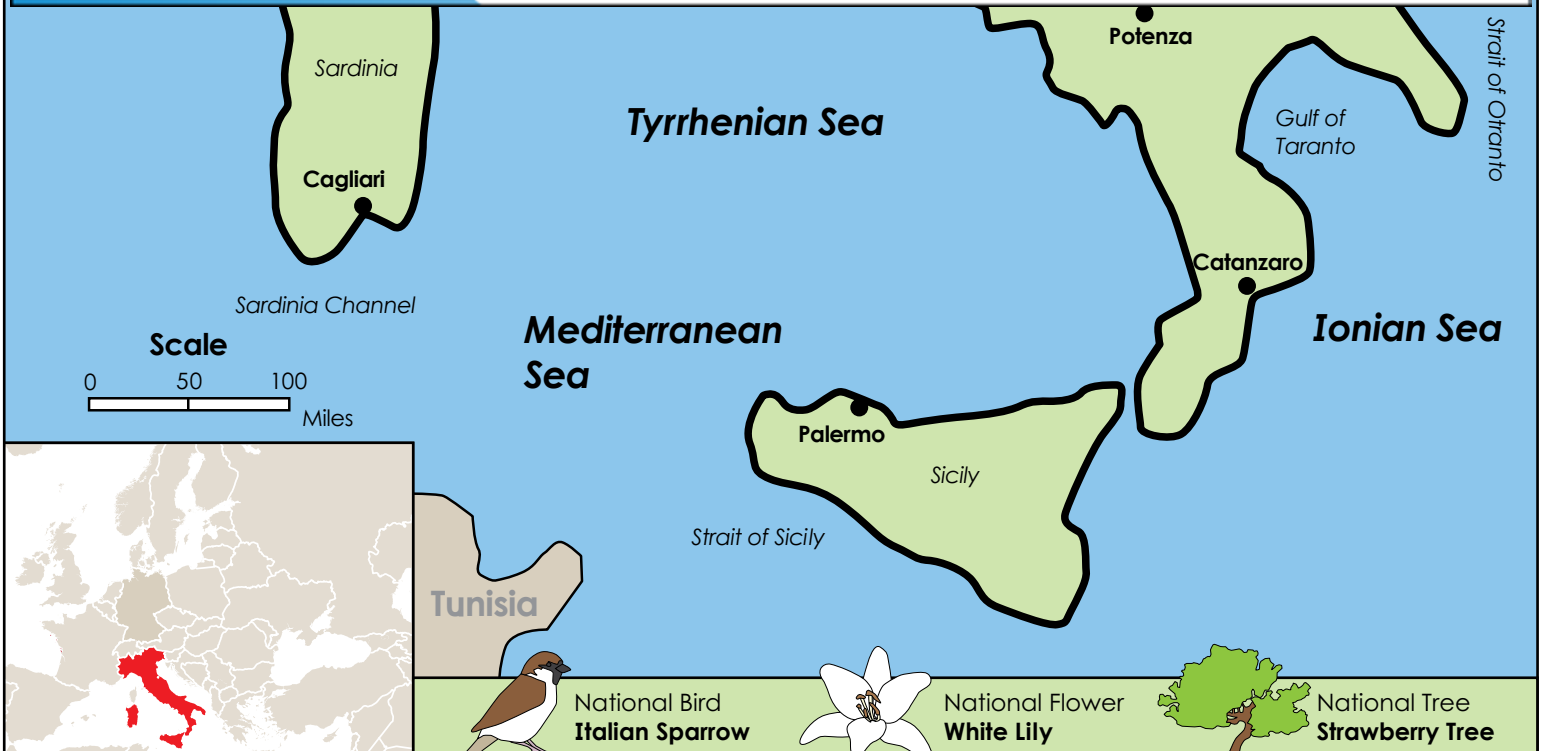 Potenza
Strait of Otranto
Sardinia
Tyrrhenian Sea
Gulf of
Taranto
Cagliari
Catanzaro
Sardinia Channel
Mediterranean
Sea
Ionian Sea
Scale
0 50 100
Miles
Palermo
Sicily
Strait of Sicily
Tunisia
National Bird
Italian Sparrow
National Flower
White Lily
National Tree
Strawberry Tree